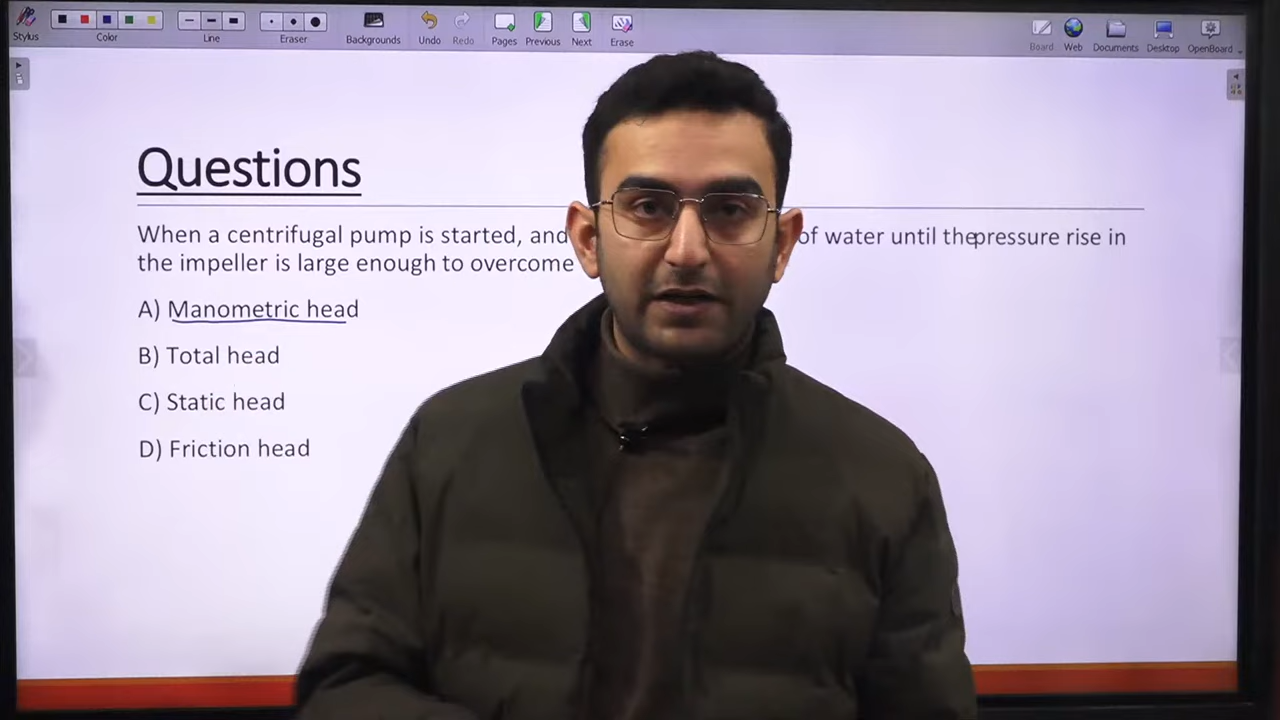 Stylus Color Line Eraser Backgrounds Undo Redo Pages Previous Next Erase Board Web Documents Desktop OpenBoard
Questions
When a centrifugal pump is started, and of water until the pressure rise in
the impeller is large enough to overcome
A) Manometric head
B) Total head
C) Static head
D) Friction head